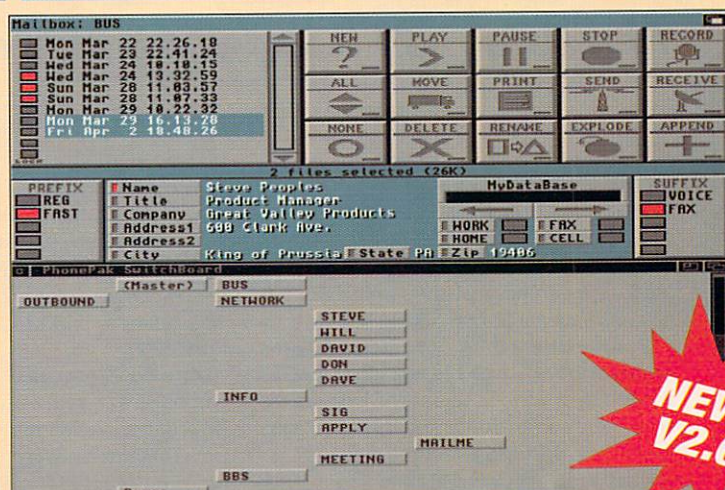 Mailbox: BUS
Mon Mar 22 22.26.18
Tue Mar 23 22.41.24
Wed Mar 24 10.10.15
Wed Mar 24 13.32.59
Sun Mar 28 11.03.57
Sun Mar 28 11.07.33
Mon Mar 29 10.22.32
Mon Mar 29 16.13.28
Fri Apr 2 18.48.26
NEW PLAY PAUSE STOP RECORD
ALL MOVE PRINT SEND RECEIVE
NONE DELETE RENAME EXPLODE APPEND
2 files selected (26K)
PREFIX
REG
FAST
Name Steve Peoples
Title Product Manager
Company Great Valley Products
Address1 600 Clark Ave.
Address2
City King of Prussia State PA Zip 19406
MyDataBase
WORK FAX
HOME CELL
SUFFIX
VOICE
FAX
PhonePak SwitchBoard
(Master) BUS
OUTBOUND NETWORK
STEVE
WILL
DAVID
DON
DAVE
INFO
SIG
APPLY
MAILME
MEETING
BBS
NEW